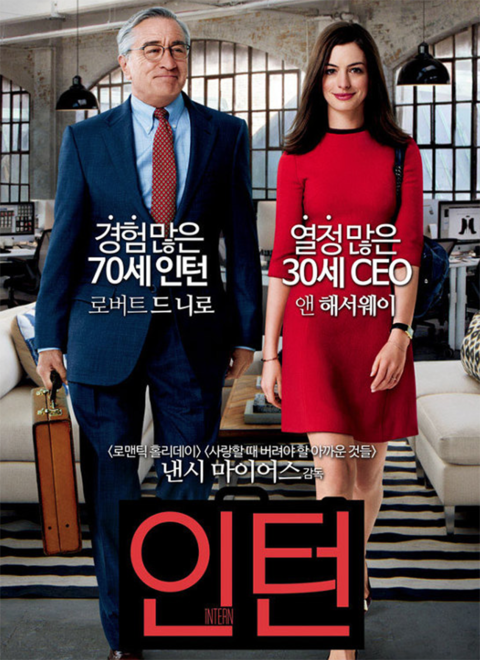 경험 많은
70세 인턴
로버트 드 니로
열정 많은
30세 CEO
앤 해서웨이
<로맨틱 홀리데이> <사랑할 때 버려야 할 아까운 것들>
낸시 마이어스 감독
인턴
INTERN